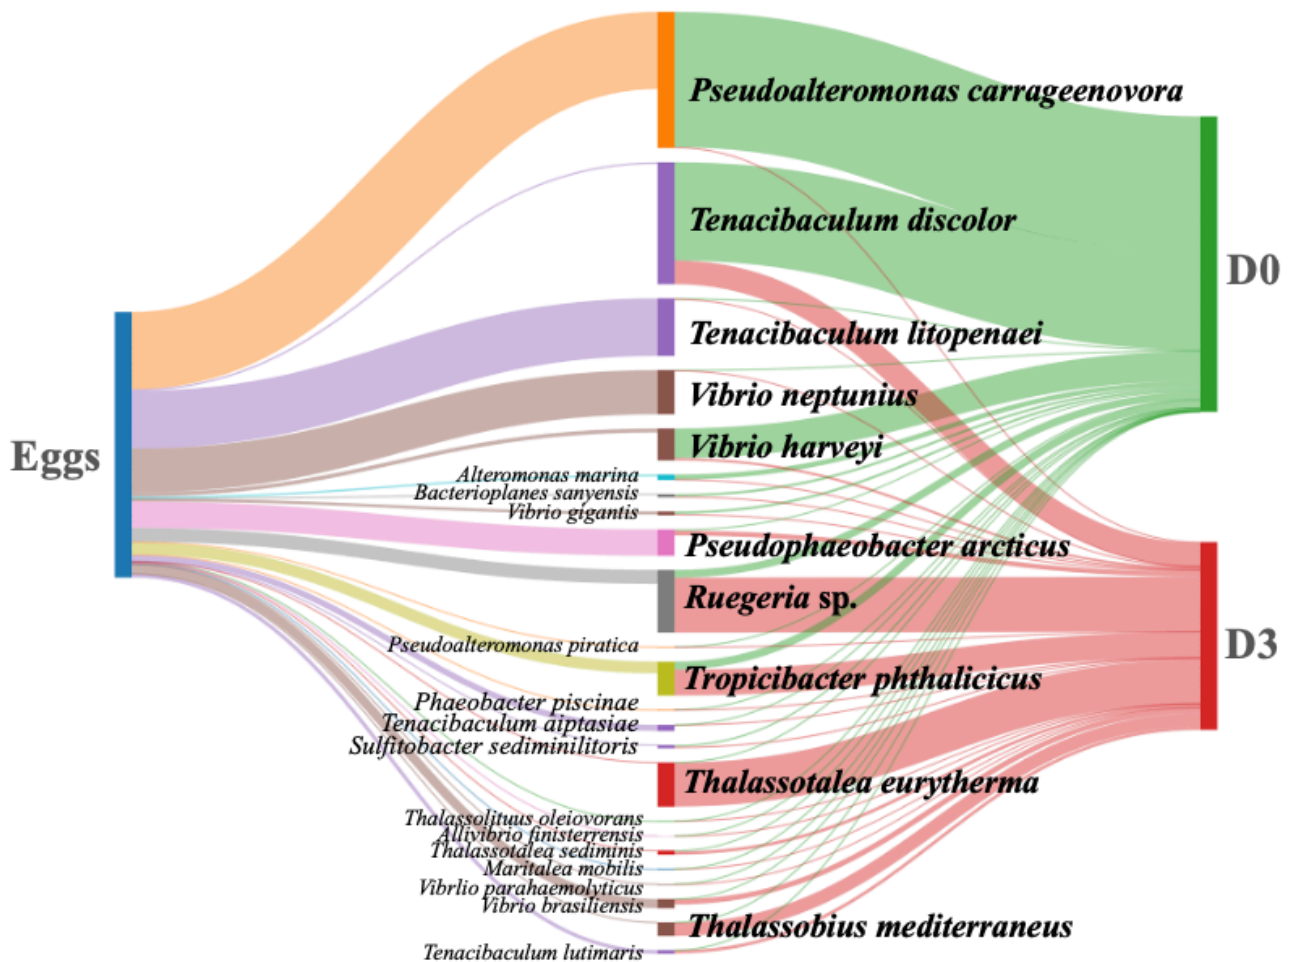 Pseudoalteromonas carrageenovora
Tenacibaculum discolor
D0
Tenacibaculum litopenaei
Vibrio neptunius
Vibrio harveyi
Eggs
Alteromonas marina
Bacterioplanes sanyensis
Vibrio gigantis
Pseudophaeobacter arcticus
Ruegeria sp.
Pseudoalteromonas piratica
D3
Tropicibacter phthalicicus
Phaeobacter piscinae
Tenacibaculum aiptasiae
Sulfitobacter sediminilitoris
Thalassotalea eurytherma
Thalassolituus oleiovorans
Allivibrio finisterrensis
Thalassotalea sediminis
Maritalea mobilis
Vibrlio parahaemolyticus
Vibrio brasiliensis
Thalassobius mediterraneus
Tenacibaculum lutimaris